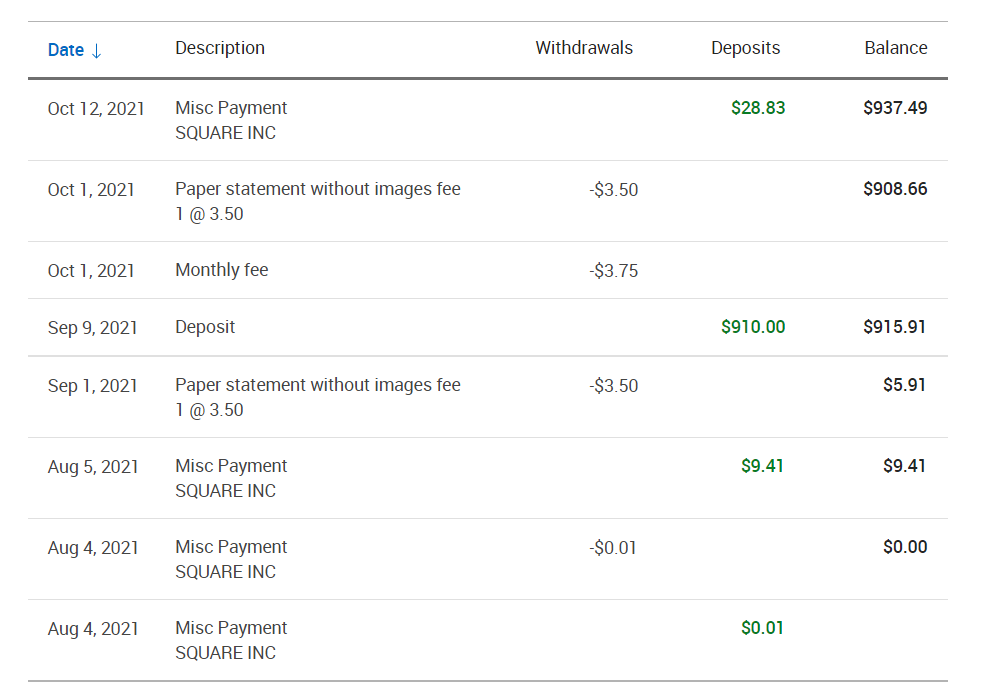 Date ↓ Description Withdrawals Deposits Balance
Oct 12, 2021 Misc Payment $28.83 $937.49
SQUARE INC
Oct 1, 2021 Paper statement without images fee -$3.50 $908.66
1 @ 3.50
Oct 1, 2021 Monthly fee -$3.75
Sep 9, 2021 Deposit $910.00 $915.91
Sep 1, 2021 Paper statement without images fee -$3.50 $5.91
1 @ 3.50
Aug 5, 2021 Misc Payment $9.41 $9.41
SQUARE INC
Aug 4, 2021 Misc Payment -$0.01 $0.00
SQUARE INC
Aug 4, 2021 Misc Payment $0.01
SQUARE INC